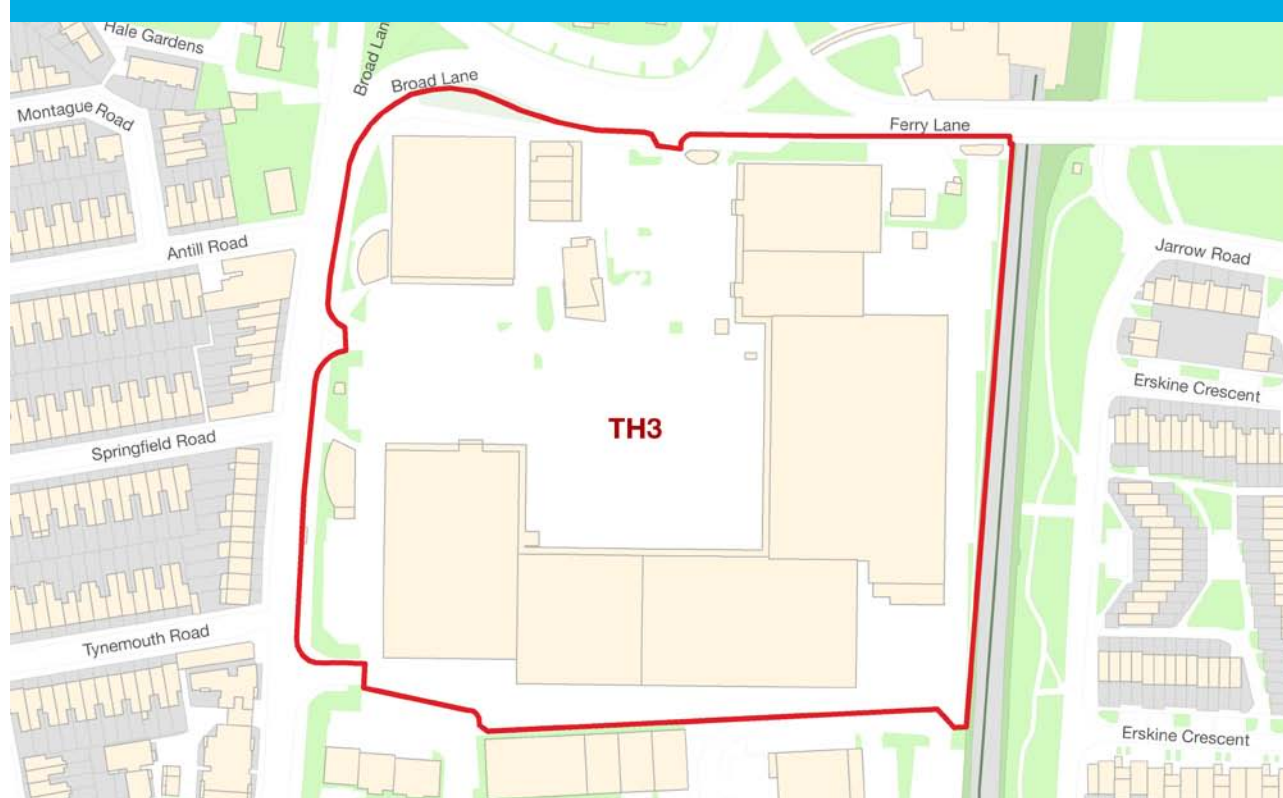 Hale Gardens
Broad Lan
Broad Lane
Montague Road
Ferry Lane
Antill Road
Jarrow Road
Erskine Crescent
TH3
Springfield Road
Tynemouth Road
Erskine Crescent